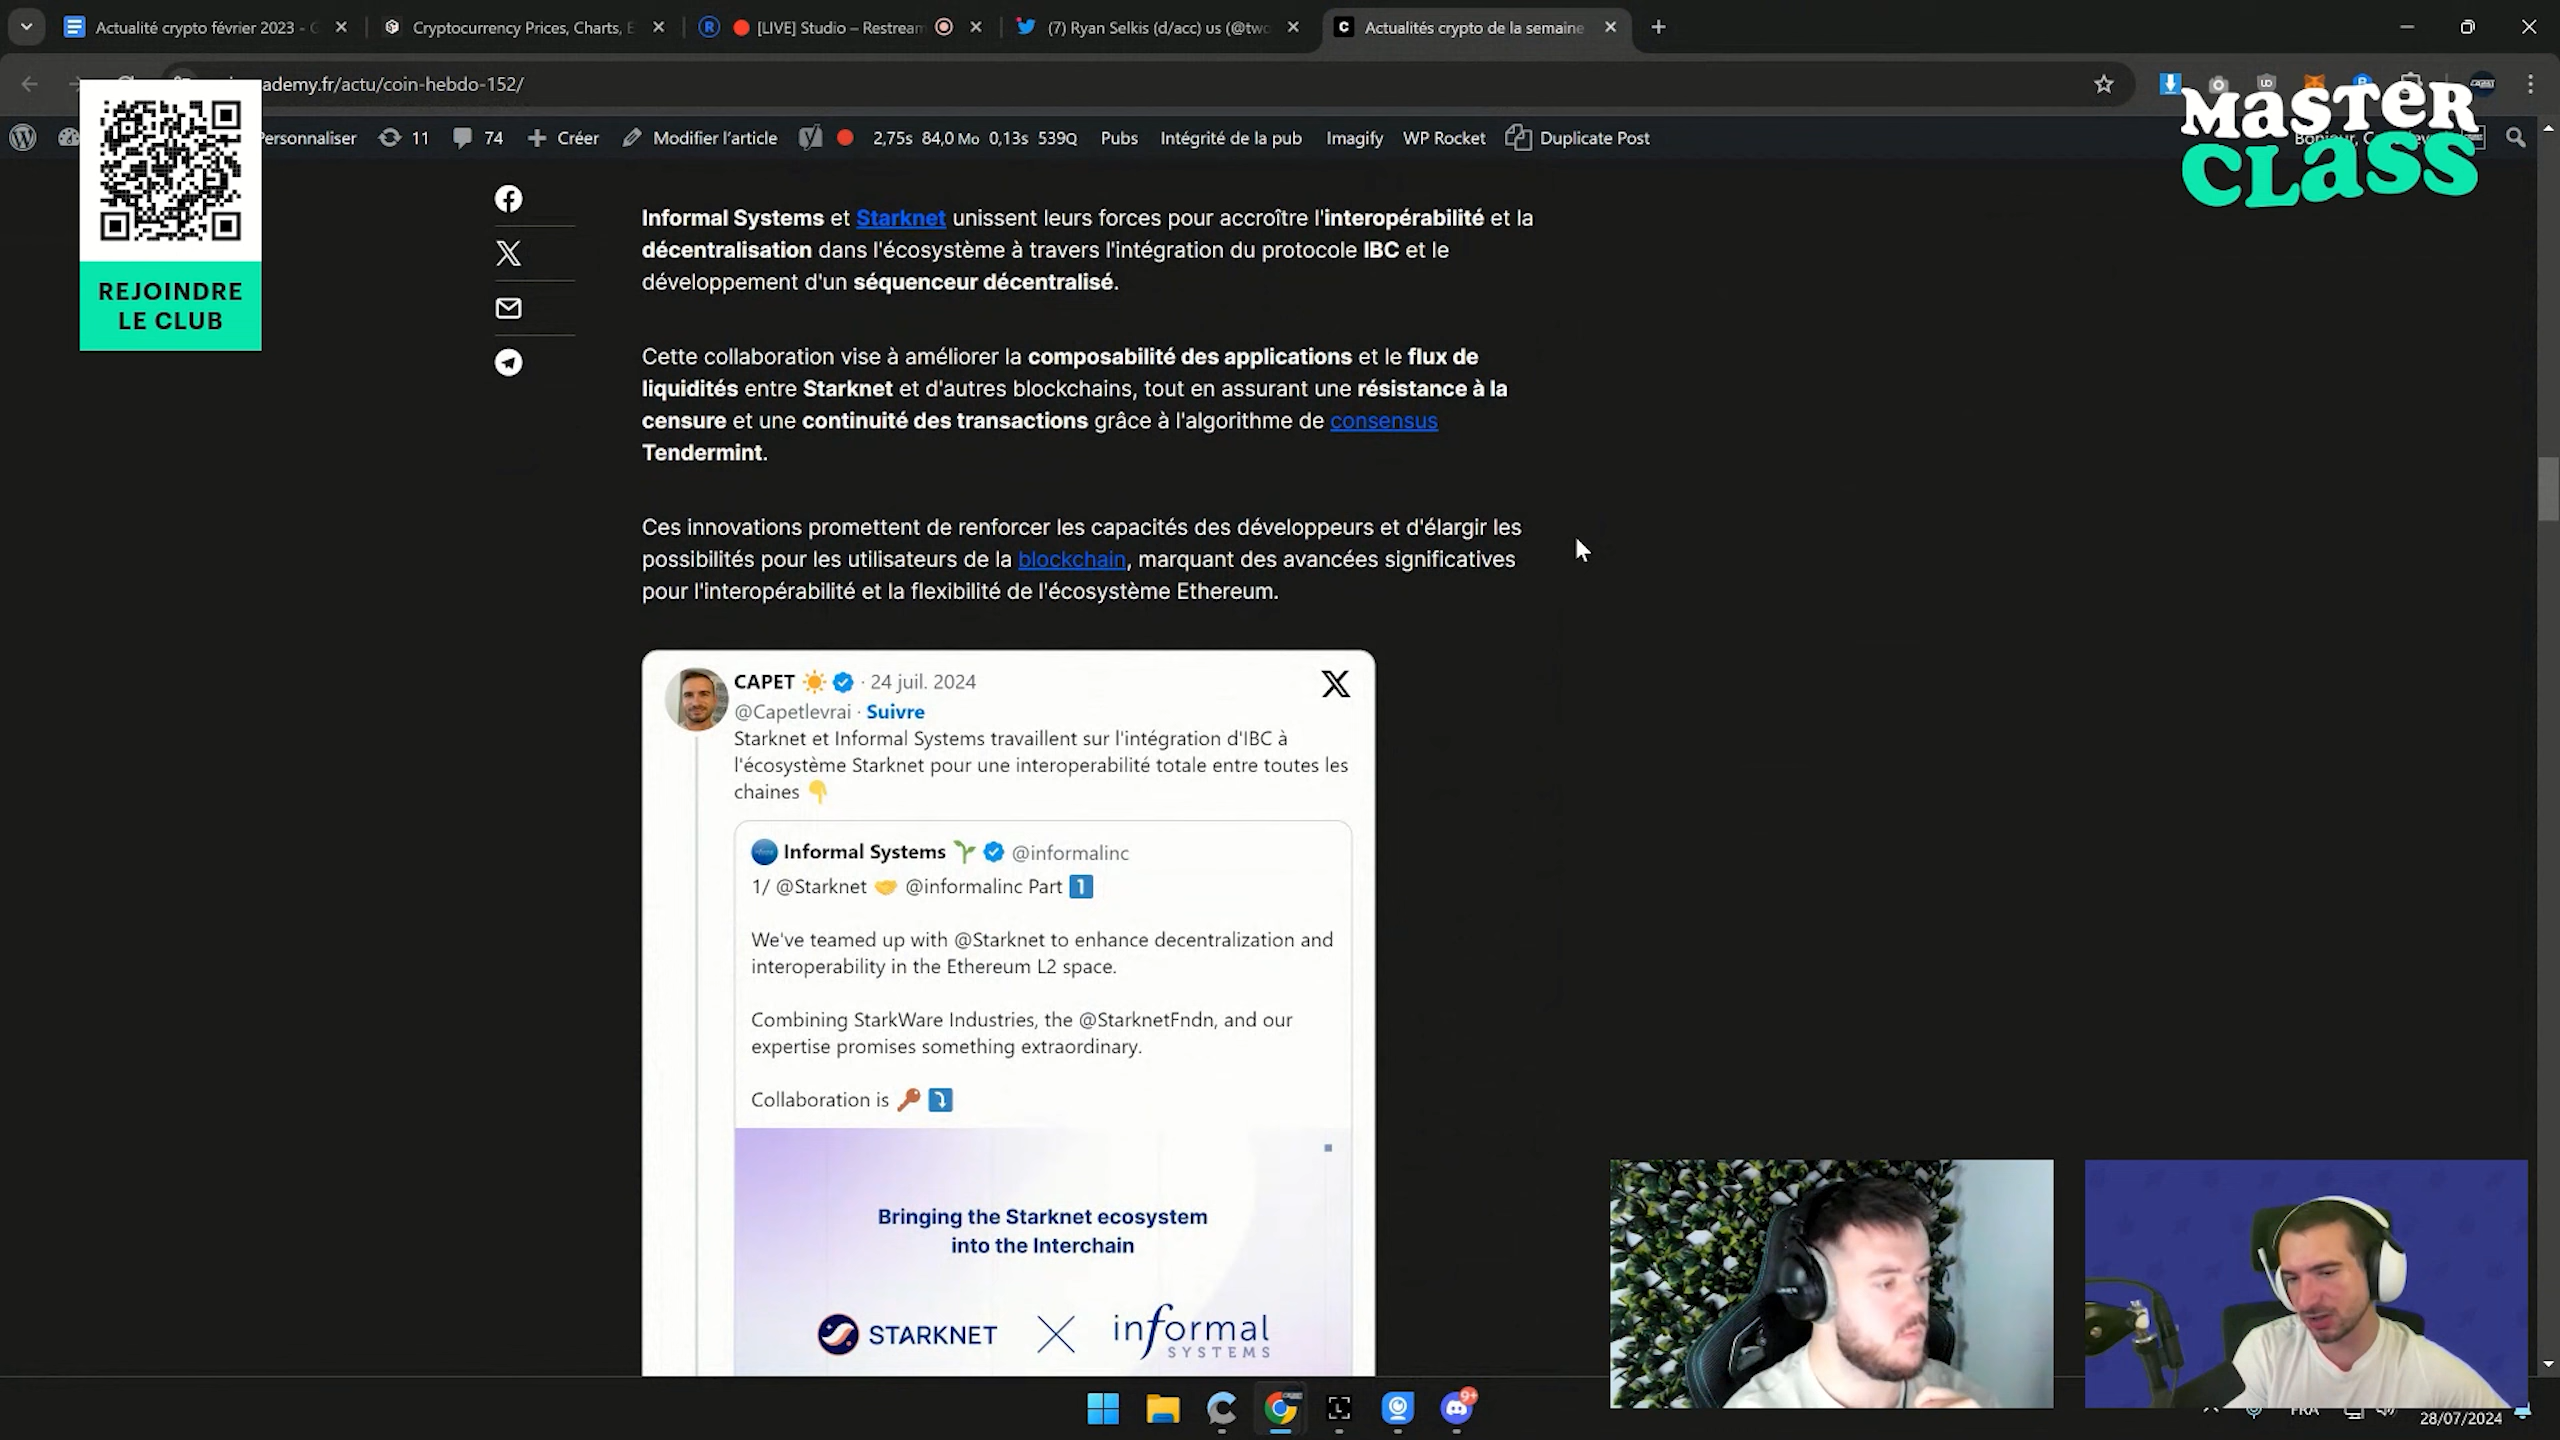 Actualité crypto février 2023 - G
Cryptocurrency Prices, Charts, E
[LIVE] Studio – Restream
(7) Ryan Selkis (d/acc) us (@two
Actualités crypto de la semaine
ademy.fr/actu/coin-hebdo-152/
Personnaliser
11
74
Créer
Modifier l'article
2,75s 84,0 Mo 0,13s 539Q
Pubs
Intégrité de la pub
Imagify
WP Rocket
Duplicate Post
MASTER
CLASS
REJOINDRE
LE CLUB
Informal Systems et Starknet unissent leurs forces pour accroître l'interopérabilité et la
décentralisation dans l'écosystème à travers l'intégration du protocole IBC et le
développement d'un séquenceur décentralisé.
Cette collaboration vise à améliorer la composabilité des applications et le flux de
liquidités entre Starknet et d'autres blockchains, tout en assurant une résistance à la
censure et une continuité des transactions grâce à l'algorithme de consensus
Tendermint.
Ces innovations promettent de renforcer les capacités des développeurs et d'élargir les
possibilités pour les utilisateurs de la blockchain, marquant des avancées significatives
pour l'interopérabilité et la flexibilité de l'écosystème Ethereum.
CAPET ☀️ · 24 juil. 2024
@Capetlevrai · Suivre
Starknet et Informal Systems travaillent sur l'intégration d'IBC à
l'écosystème Starknet pour une interoperabilité totale entre toutes les
chaines 👇
Informal Systems 🌱 @informalinc
1/ @Starknet 🤝 @informalinc Part 1️⃣
We've teamed up with @Starknet to enhance decentralization and
interoperability in the Ethereum L2 space.
Combining StarkWare Industries, the @StarknetFndn, and our
expertise promises something extraordinary.
Collaboration is 🔑 ⤵️
Bringing the Starknet ecosystem
into the Interchain
STARKNET
informal
SYSTEMS
9+
FRA
28/07/2024